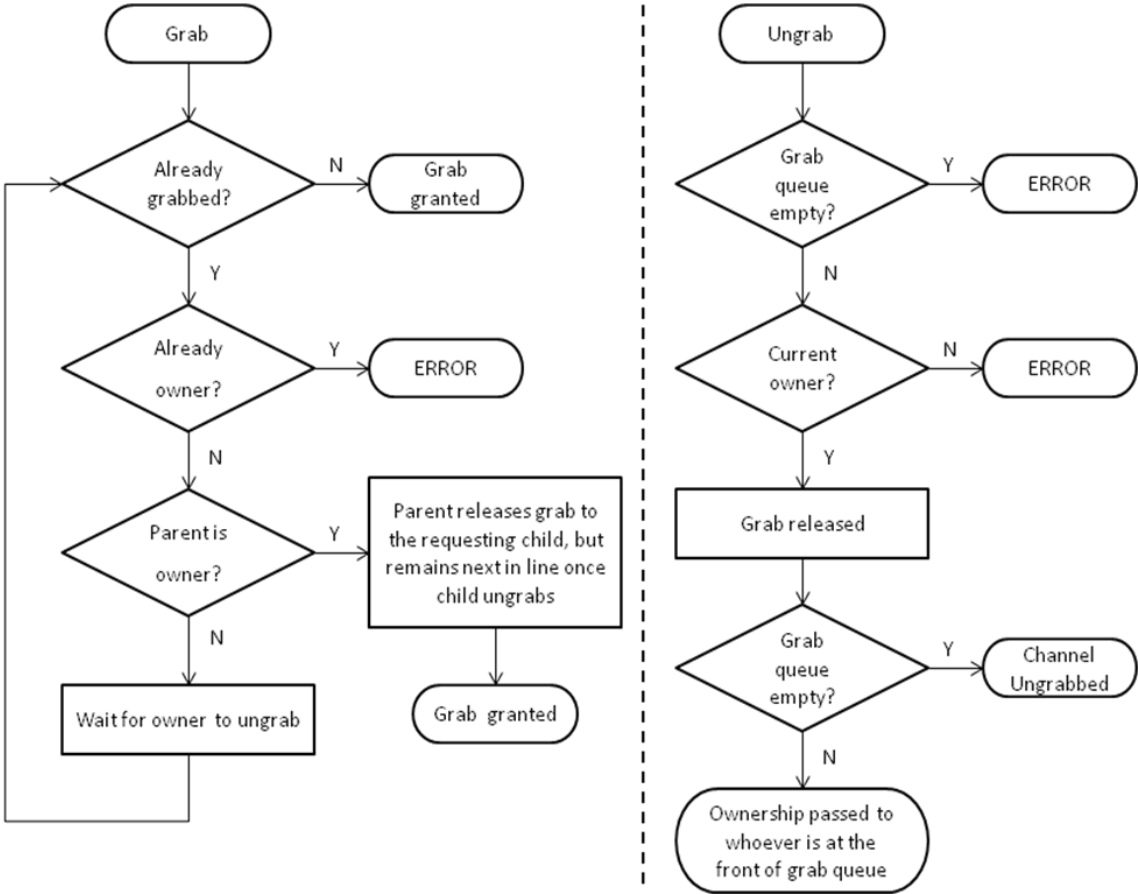 Grab
Already
grabbed?
N
Grab
granted
Y
Already
owner?
Y
ERROR
N
Parent is
owner?
Y
Parent releases grab to
the requesting child, but
remains next in line once
child ungrabs
N
Wait for owner to ungrab
Grab granted
Ungrab
Grab
queue
empty?
Y
ERROR
N
Current
owner?
N
ERROR
Y
Grab released
Grab
queue
empty?
Y
Channel
Ungrabbed
N
Ownership passed to
whoever is at the
front of grab queue